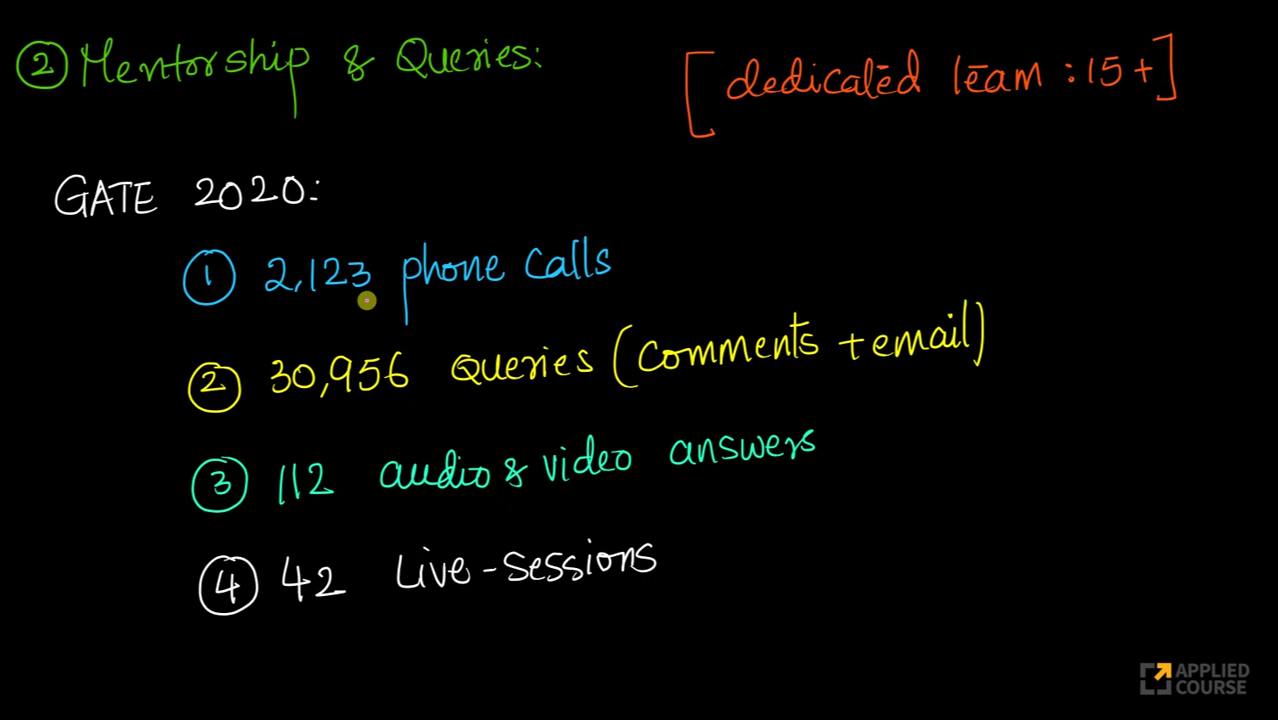 ② Mentorship & Queries:
[dedicated team : 15+]
GATE 2020:
① 2,123 phone calls
② 30,956 Queries (comments + email)
③ 112 audio & video answers
④ 42 Live-sessions
APPLIED
COURSE